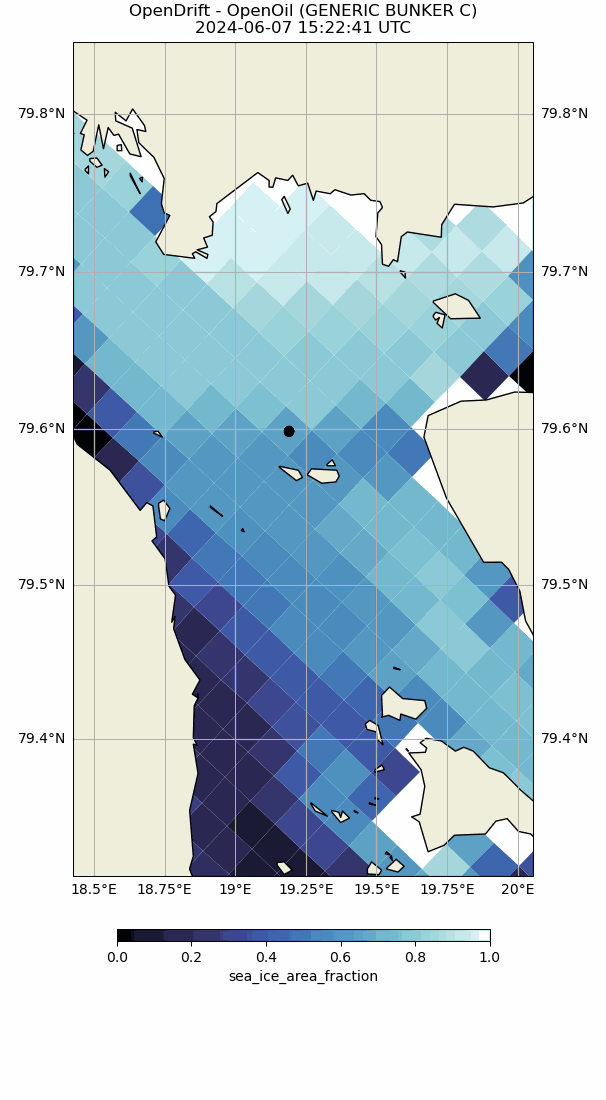 OpenDrift - OpenOil (GENERIC BUNKER C)
2024-06-07 15:22:41 UTC
79.8°N 79.8°N
79.7°N 79.7°N
79.6°N 79.6°N
79.5°N 79.5°N
79.4°N 79.4°N
18.5°E 18.75°E 19°E 19.25°E 19.5°E 19.75°E 20°E
0.0 0.2 0.4 0.6 0.8 1.0
sea_ice_area_fraction